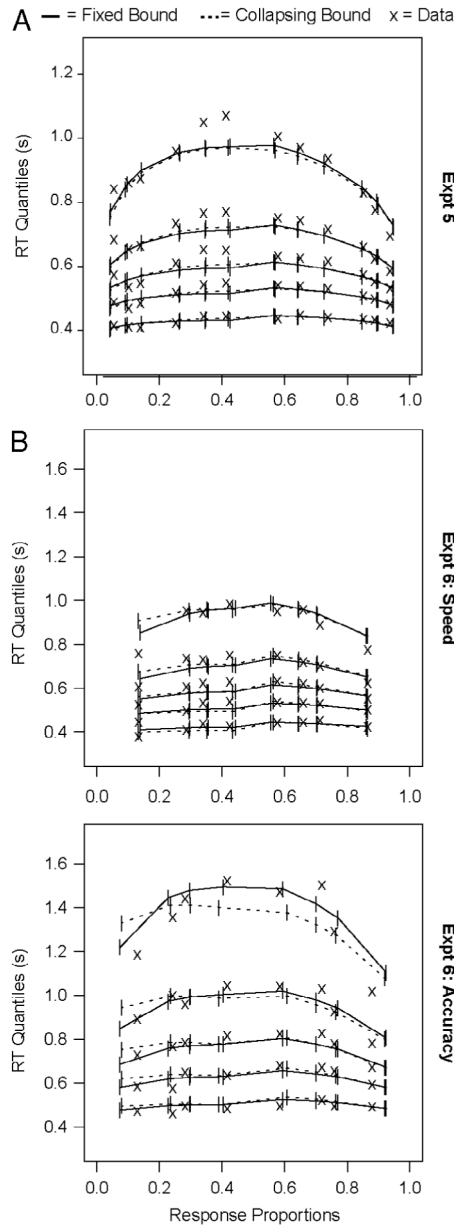 A
= Fixed Bound = Collapsing Bound x = Data
1.2
1.0
0.8
0.6
0.4
RT Quantiles (s)
Expt 5
0.0 0.2 0.4 0.6 0.8 1.0
B
1.6
1.4
1.2
1.0
0.8
0.6
0.4
RT Quantiles (s)
Expt 6: Speed
0.0 0.2 0.4 0.6 0.8 1.0
1.6
1.4
1.2
1.0
0.8
0.6
0.4
RT Quantiles (s)
Expt 6: Accuracy
0.0 0.2 0.4 0.6 0.8 1.0
Response Proportions